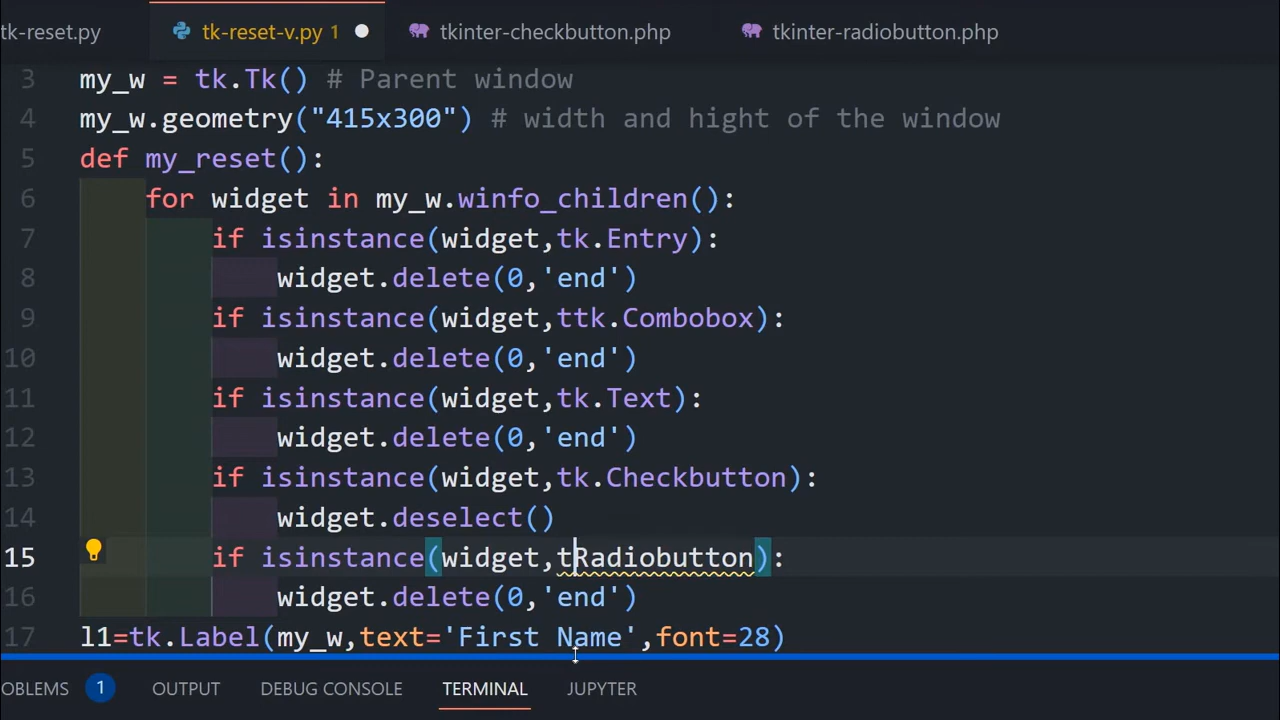 tk-reset.py tk-reset-v.py 1 tkinter-checkbutton.php tkinter-radiobutton.php
3 my_w = tk.Tk() # Parent window
4 my_w.geometry("415x300") # width and hight of the window
5 def my_reset():
6 for widget in my_w.winfo_children():
7 if isinstance(widget,tk.Entry):
8 widget.delete(0,'end')
9 if isinstance(widget,ttk.Combobox):
10 widget.delete(0,'end')
11 if isinstance(widget,tk.Text):
12 widget.delete(0,'end')
13 if isinstance(widget,tk.Checkbutton):
14 widget.deselect()
15 if isinstance(widget,tRadiobutton):
16 widget.delete(0,'end')
17 l1=tk.Label(my_w,text='First Name',font=28)
OBLEMS 1 OUTPUT DEBUG CONSOLE TERMINAL JUPYTER